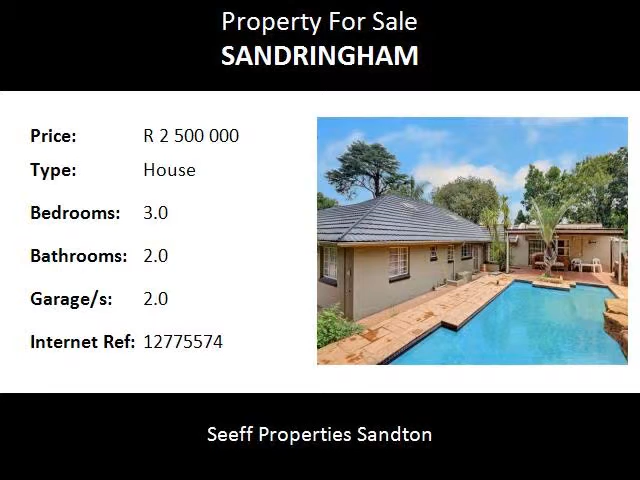 Property For Sale
SANDRINGHAM
Price: R 2 500 000
Type: House
Bedrooms: 3.0
Bathrooms: 2.0
Garage/s: 2.0
Internet Ref: 12775574
Seeff Properties Sandton